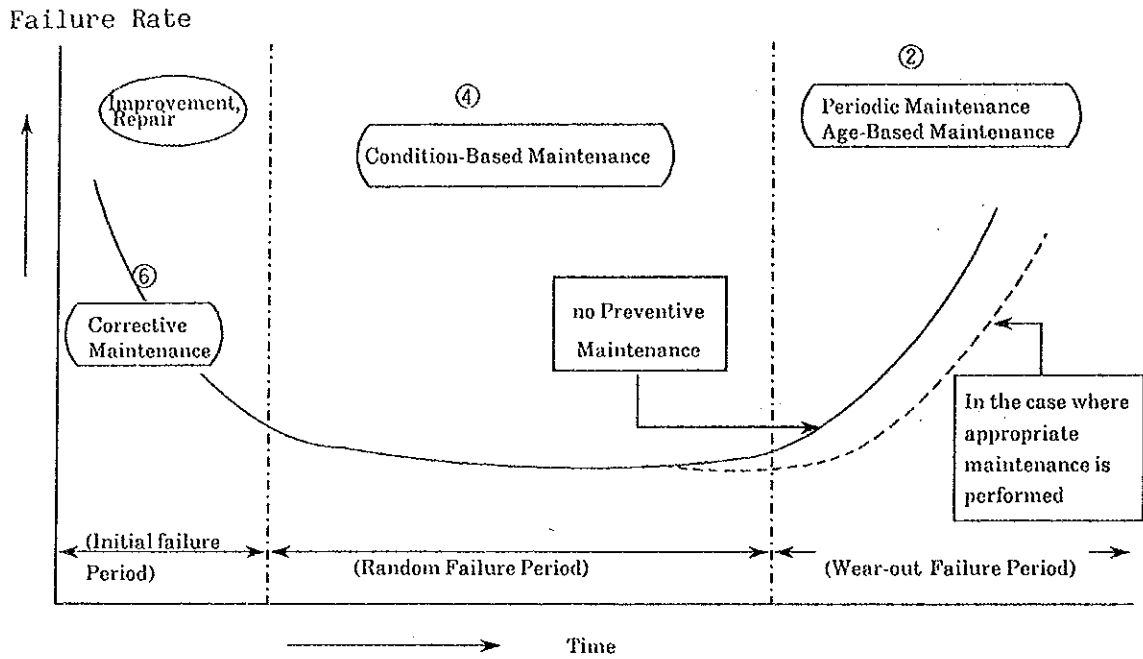 Failure Rate
②
④
Improvement,
Repair
Periodic Maintenance
Age-Based Maintenance
Condition-Based Maintenance
⑥
Corrective
Maintenance
no Preventive
Maintenance
In the case where
appropriate
maintenance is
performed
(Initial failure
Period)
(Random Failure Period)
(Wear-out Failure Period)
Time